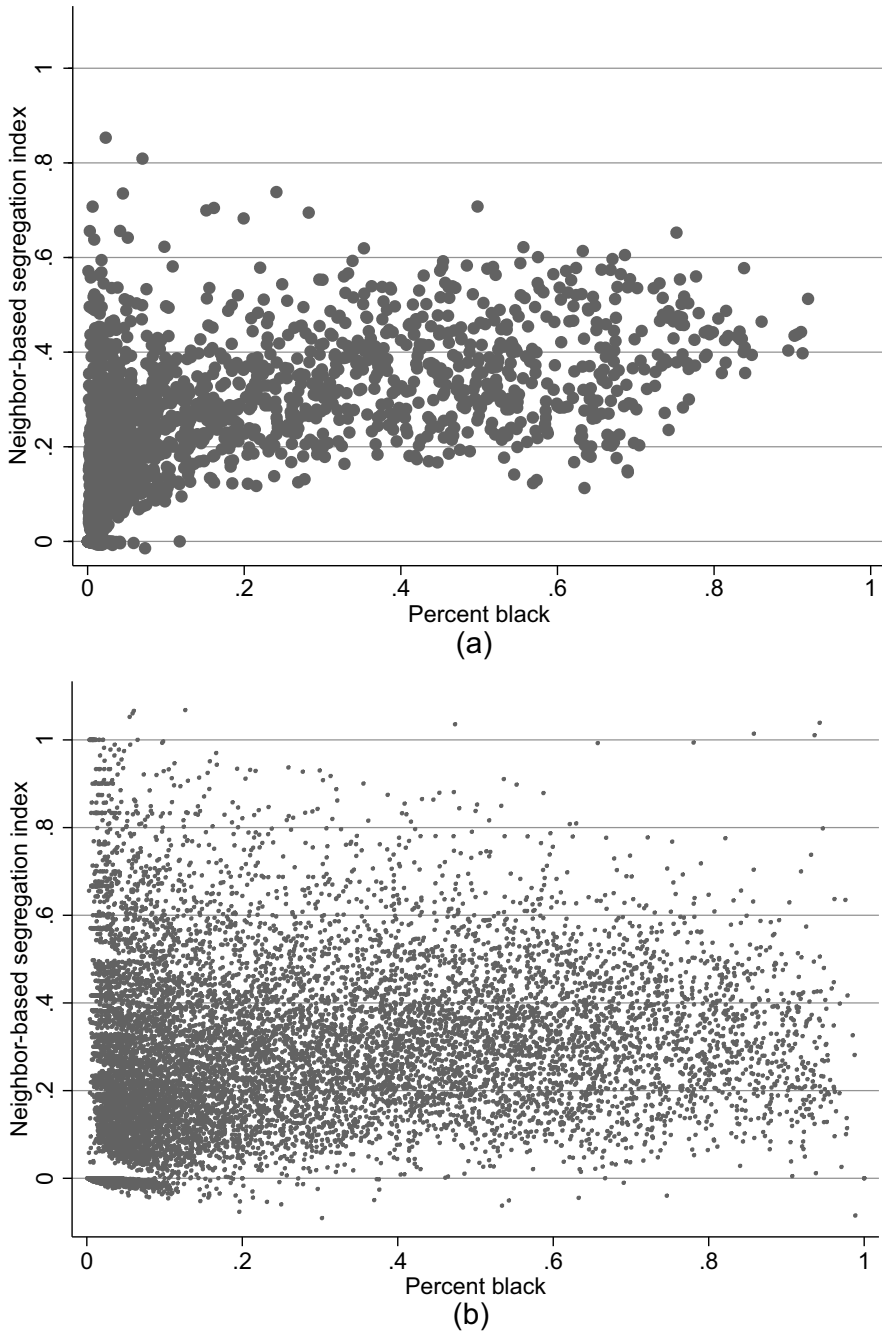 Neighbor-based segregation index
1
.8
.6
.4
.2
0
0 .2 .4 .6 .8 1
Percent black
(a)
Neighbor-based segregation index
1
.8
.6
.4
.2
0
0 .2 .4 .6 .8 1
Percent black
(b)